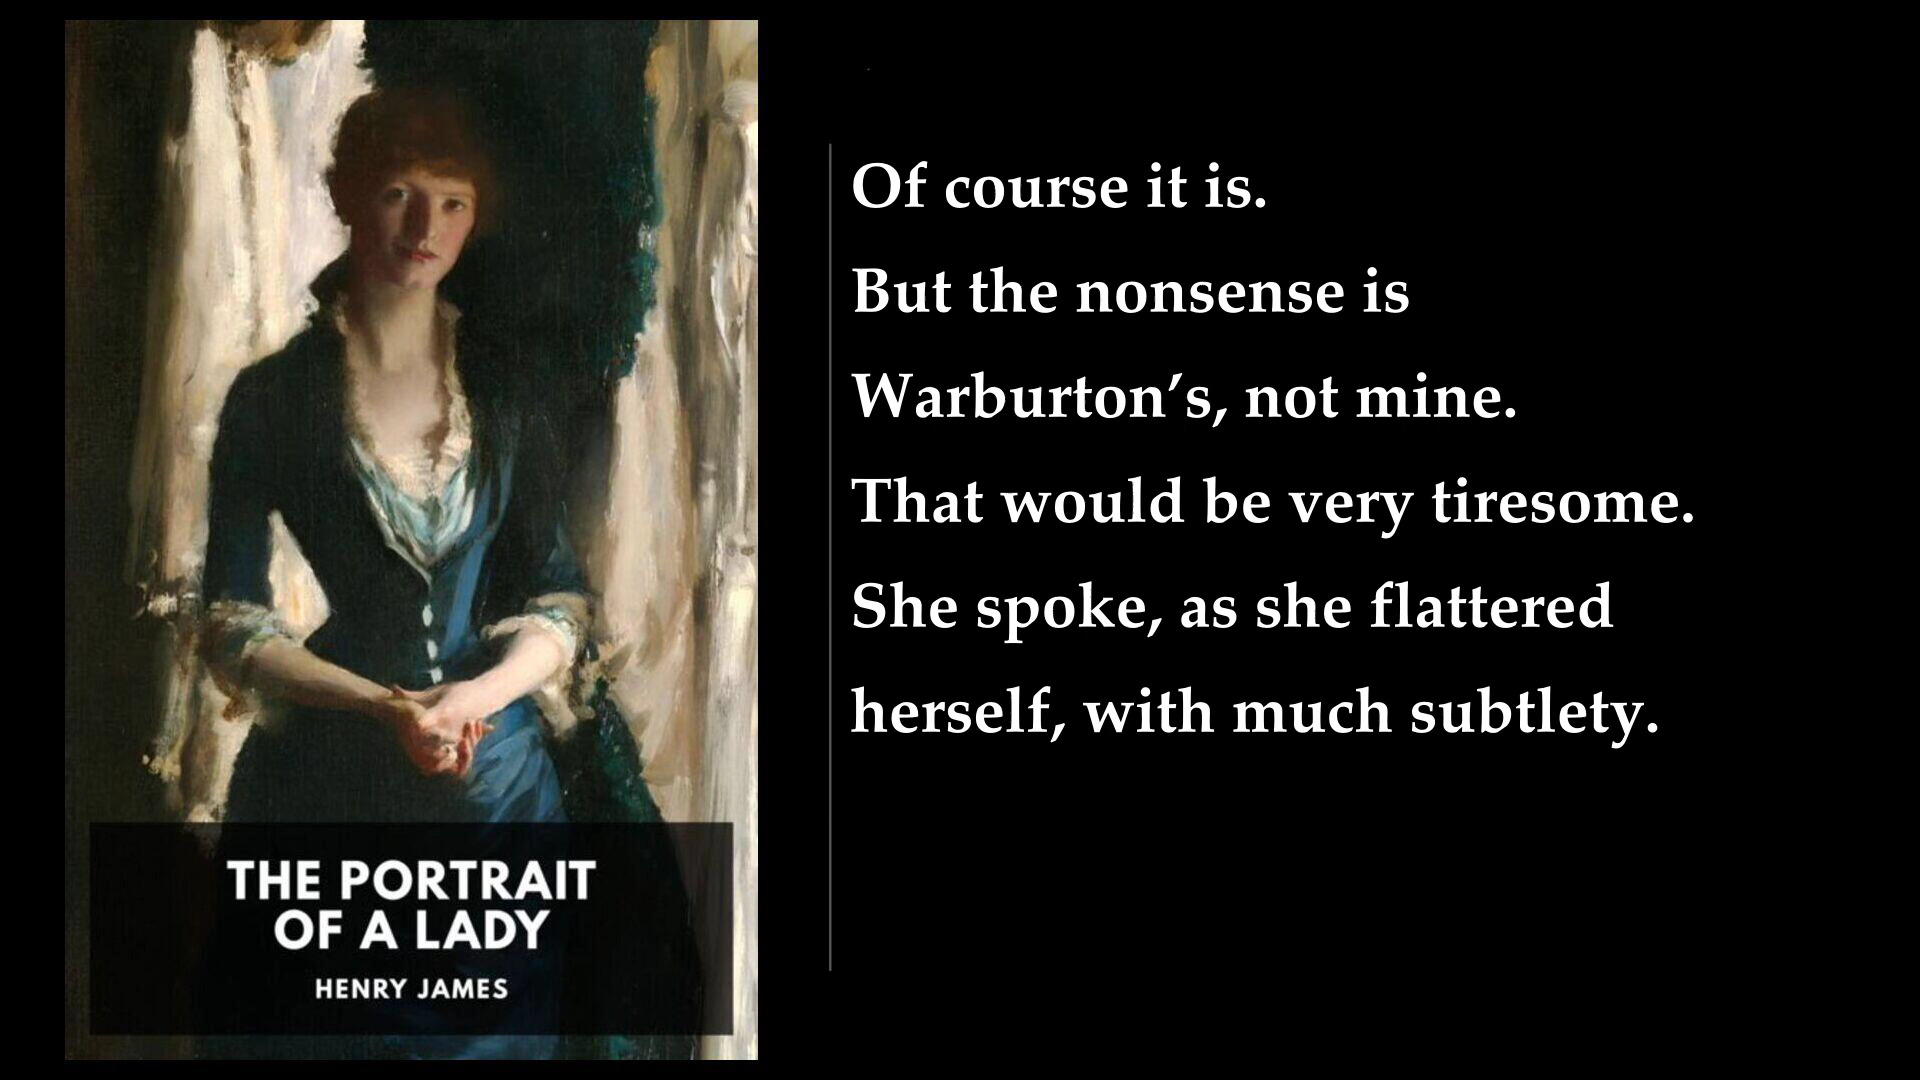 THE PORTRAIT
OF A LADY
HENRY JAMES
Of course it is.
But the nonsense is
Warburton’s, not mine.
That would be very tiresome.
She spoke, as she flattered
herself, with much subtlety.